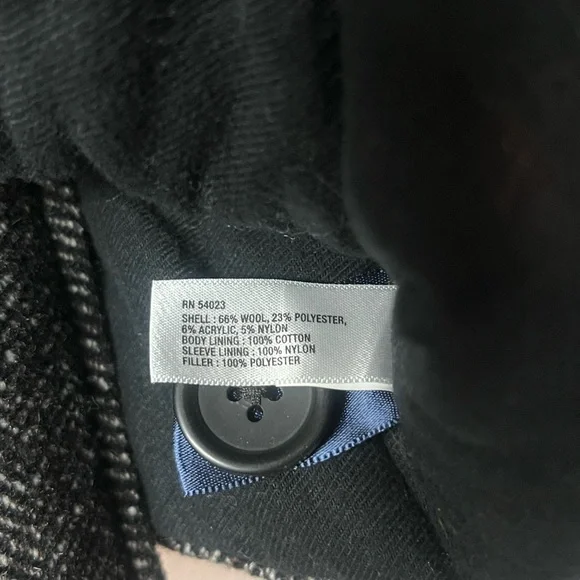 RN 54023
SHELL : 66% WOOL, 23% POLYESTER,
6% ACRYLIC, 5% NYLON
BODY LINING : 100% COTTON
SLEEVE LINING : 100% NYLON
FILLER : 100% POLYESTER